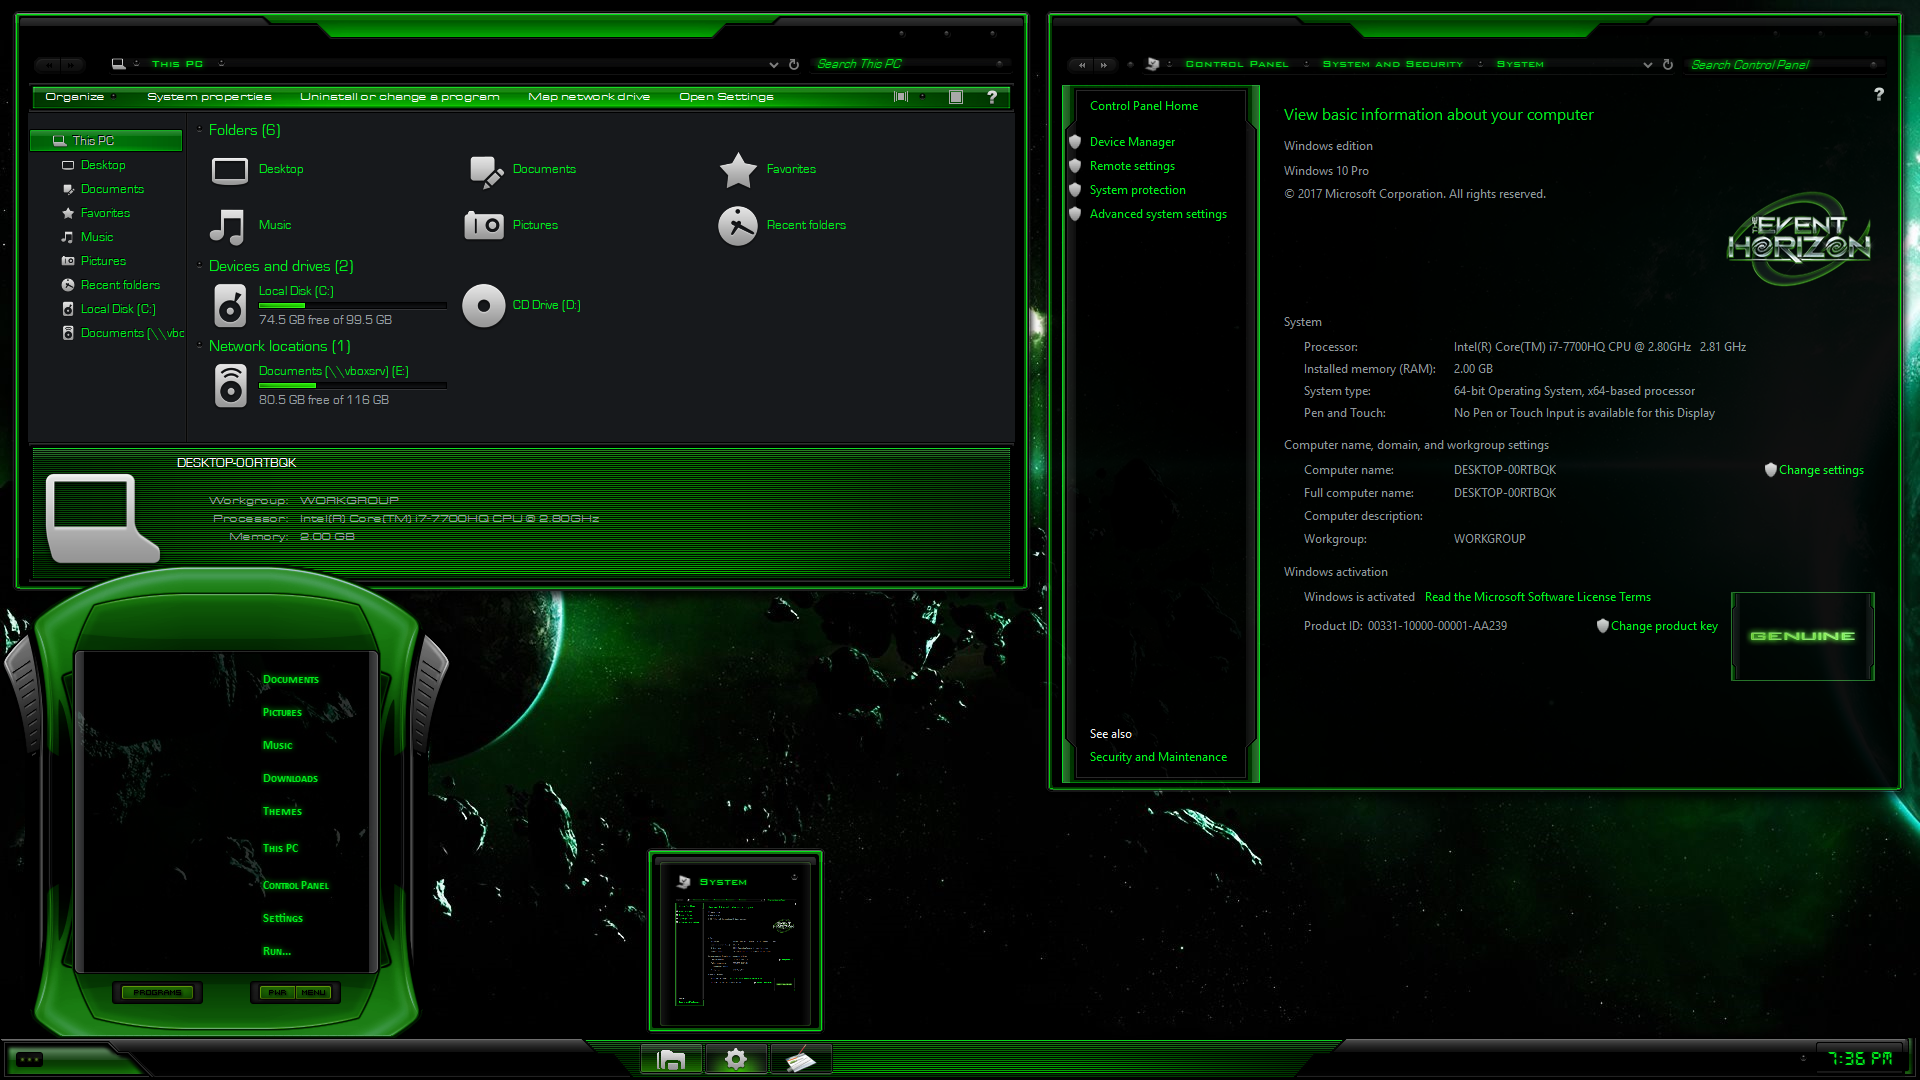 This PC
Search This PC
Organize System properties Uninstall or change a program Map network drive Open Settings ?
This PC
Desktop
Documents
Favorites
Music
Pictures
Recent folders
Local Disk (C:)
Documents (\\vbc
Folders (6)
Desktop Documents Favorites
Music Pictures Recent folders
Devices and drives (2)
Local Disk (C:)
74.5 GB free of 99.5 GB
CD Drive (D:)
Network locations (1)
Documents (\\vboxsrv) (E:)
80.5 GB free of 116 GB
DESKTOP-00RTBQK
Workgroup: WORKGROUP
Processor: Intel(R) Core(TM) i7-7700HQ CPU @ 2.80GHz
Memory: 2.00 GB
Control Panel System and Security System
Search Control Panel
?
Control Panel Home
Device Manager
Remote settings
System protection
Advanced system settings
See also
Security and Maintenance
View basic information about your computer
Windows edition
Windows 10 Pro
© 2017 Microsoft Corporation. All rights reserved.
THE EVENT
HORIZON
System
Processor: Intel(R) Core(TM) i7-7700HQ CPU @ 2.80GHz 2.81 GHz
Installed memory (RAM): 2.00 GB
System type: 64-bit Operating System, x64-based processor
Pen and Touch: No Pen or Touch Input is available for this Display
Computer name, domain, and workgroup settings
Computer name: DESKTOP-00RTBQK Change settings
Full computer name: DESKTOP-00RTBQK
Computer description:
Workgroup: WORKGROUP
Windows activation
Windows is activated Read the Microsoft Software License Terms
Product ID: 00331-10000-00001-AA239 Change product key
GENUINE
Documents
Pictures
Music
Downloads
Themes
This PC
Control Panel
Settings
Run...
PROGRAMS PWR MENU
System
7:36 PM